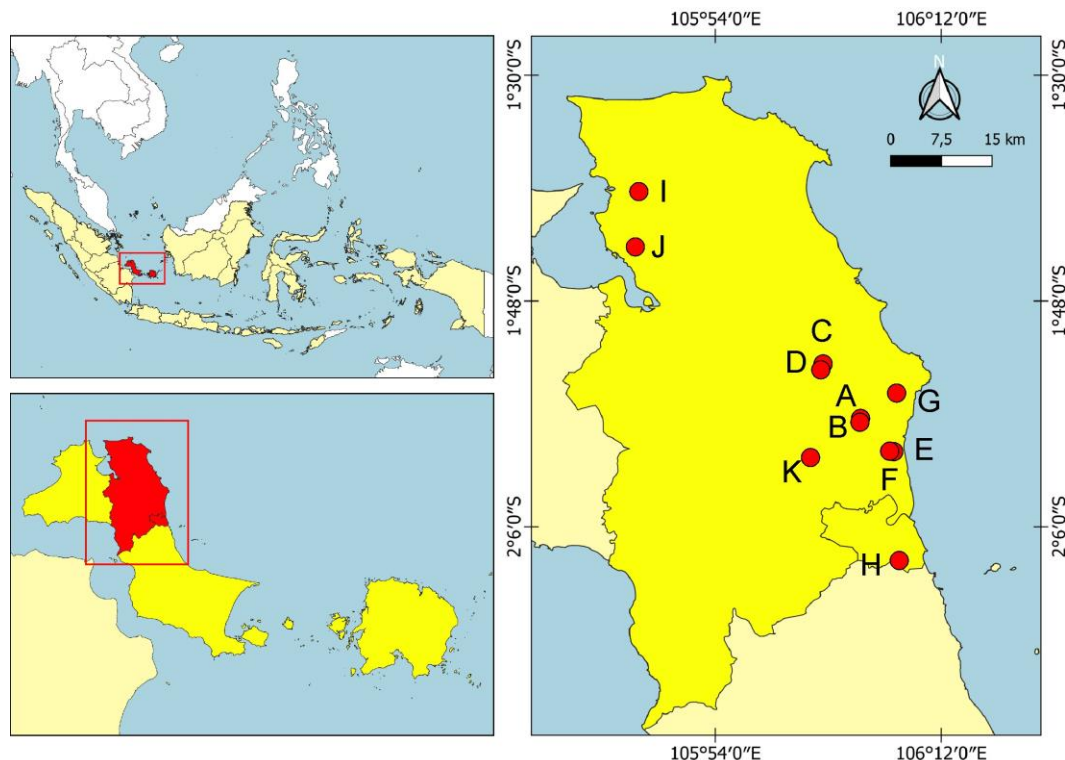 105°54′0″E 106°12′0″E
1°30′0″S 1°30′0″S
N
0 7,5 15 km
I
J
1°48′0″S 1°48′0″S
C
D
A
G
B
E
K
F
2°6′0″S 2°6′0″S
H
105°54′0″E 106°12′0″E